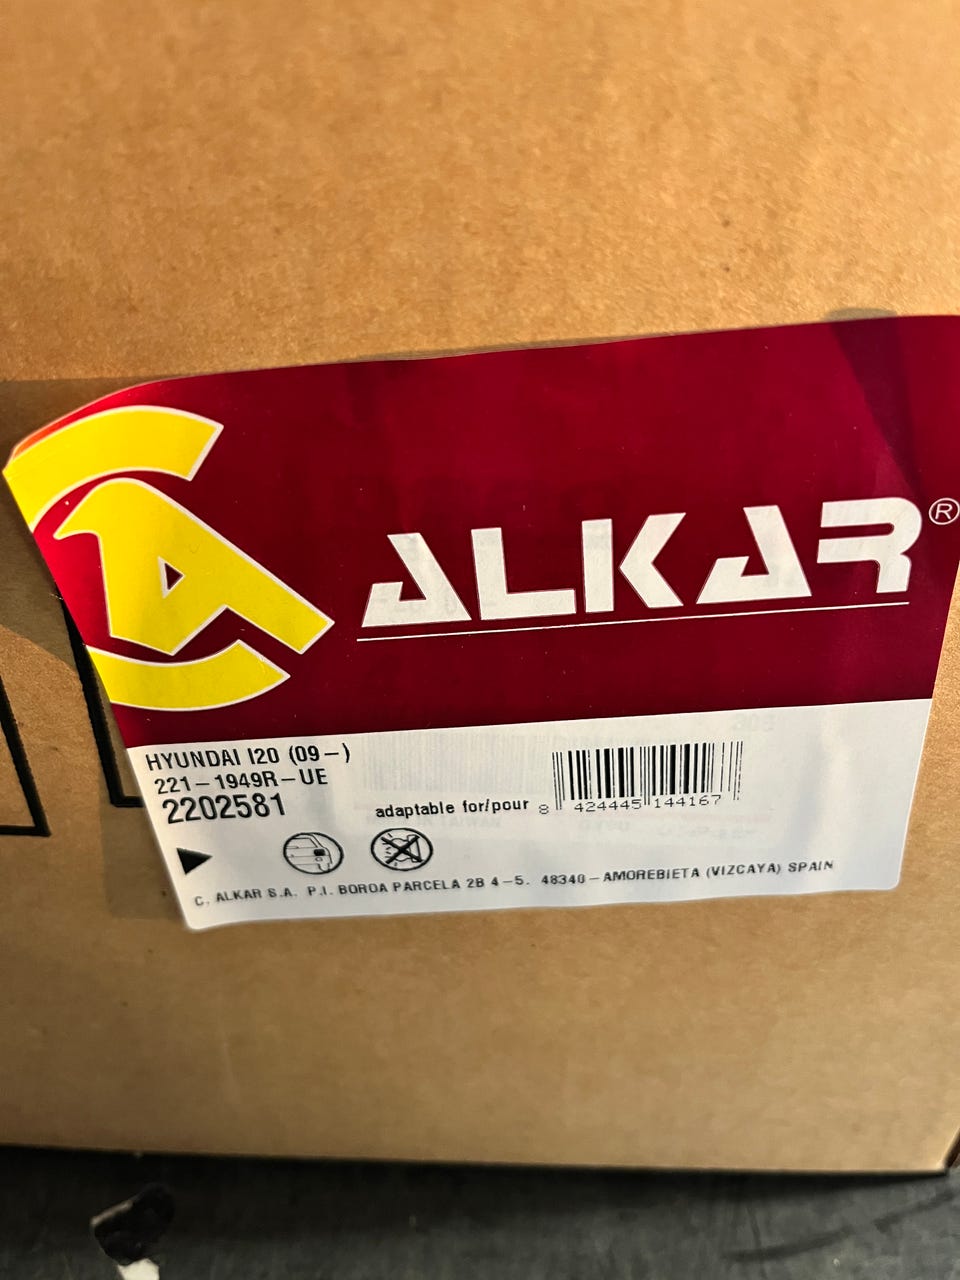 ALKAR®
HYUNDAI I20 (09-)
221-1949R-UE
2202581
adaptable for/pour
8 424445 144167
C. ALKAR S.A. P.I. BOROA PARCELA 2B 4-5. 48340-AMOREBIETA (VIZCAYA) SPAIN